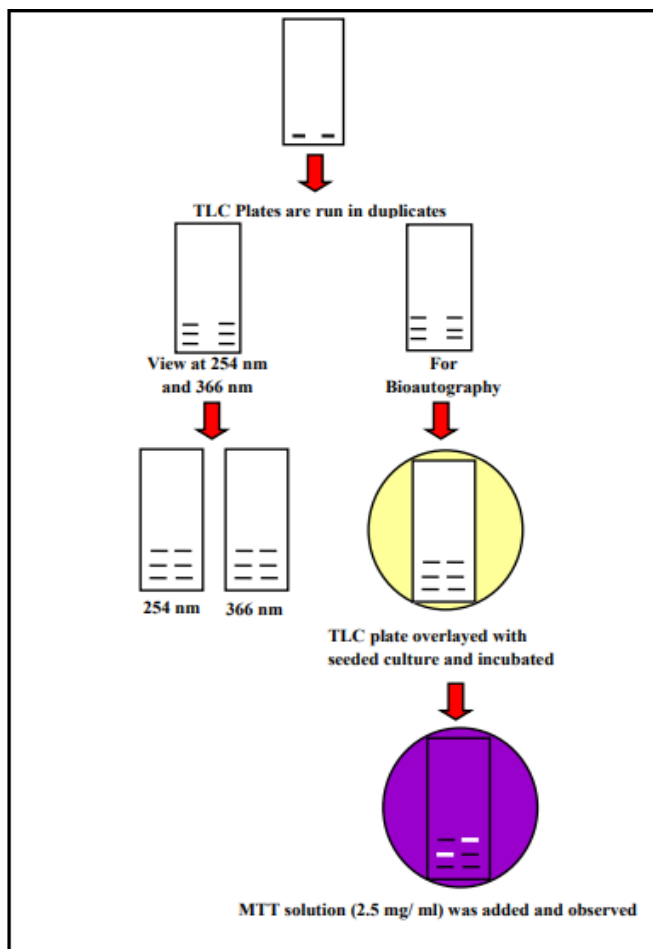 TLC Plates are run in duplicates
View at 254 nm
and 366 nm
For
Bioautography
254 nm
366 nm
TLC plate overlayed with
seeded culture and incubated
MTT solution (2.5 mg/ ml) was added and observed